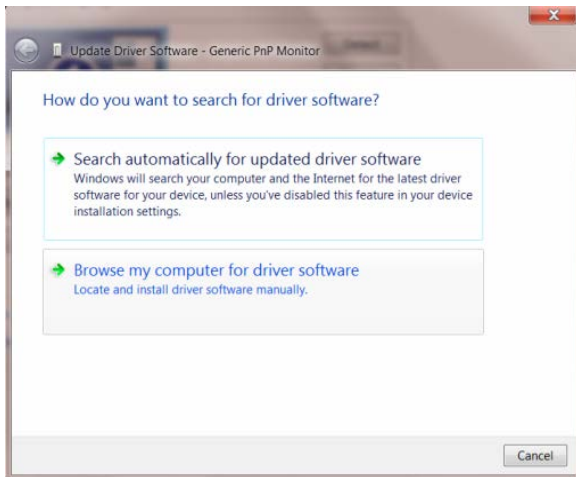 Update Driver Software - Generic PnP Monitor
How do you want to search for driver software?
Search automatically for updated driver software
Windows will search your computer and the Internet for the latest driver
software for your device, unless you've disabled this feature in your device
installation settings.
Browse my computer for driver software
Locate and install driver software manually.
Cancel